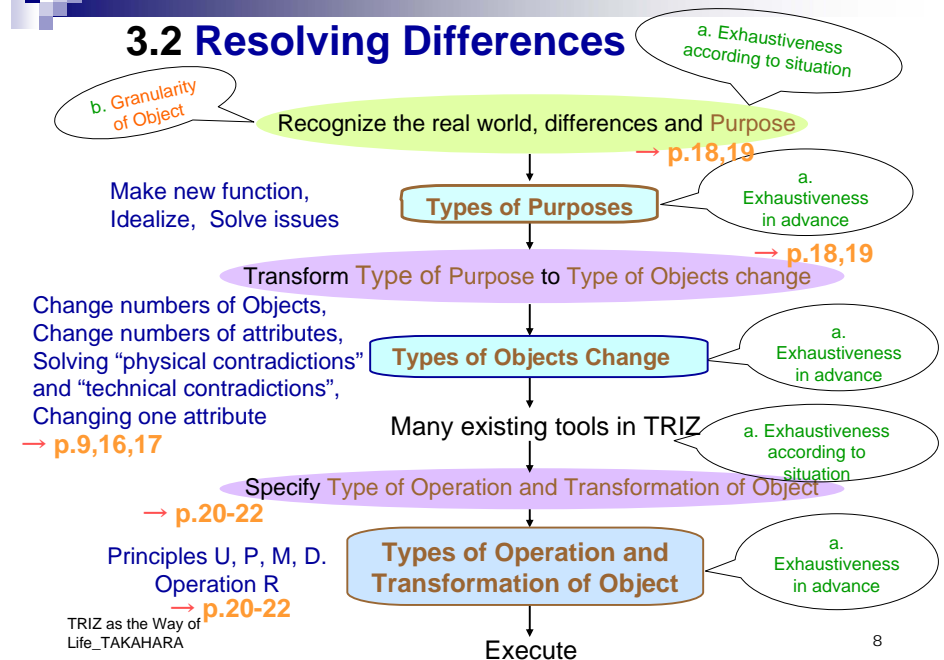 3.2 Resolving Differences
a. Exhaustiveness
according to situation
b. Granularity
of Object
Recognize the real world, differences and Purpose
→ p.18,19
Make new function,
Idealize, Solve issues
Types of Purposes
a.
Exhaustiveness
in advance
→ p.18,19
Transform Type of Purpose to Type of Objects change
Change numbers of Objects,
Change numbers of attributes,
Solving “physical contradictions”
and “technical contradictions”,
Changing one attribute
→ p.9,16,17
Types of Objects Change
a.
Exhaustiveness
in advance
Many existing tools in TRIZ
a. Exhaustiveness
according to
situation
Specify Type of Operation and Transformation of Object
→ p.20-22
Principles U, P, M, D.
Operation R
→ p.20-22
Types of Operation and
Transformation of Object
a.
Exhaustiveness
in advance
Execute
TRIZ as the Way of
Life_TAKAHARA
8